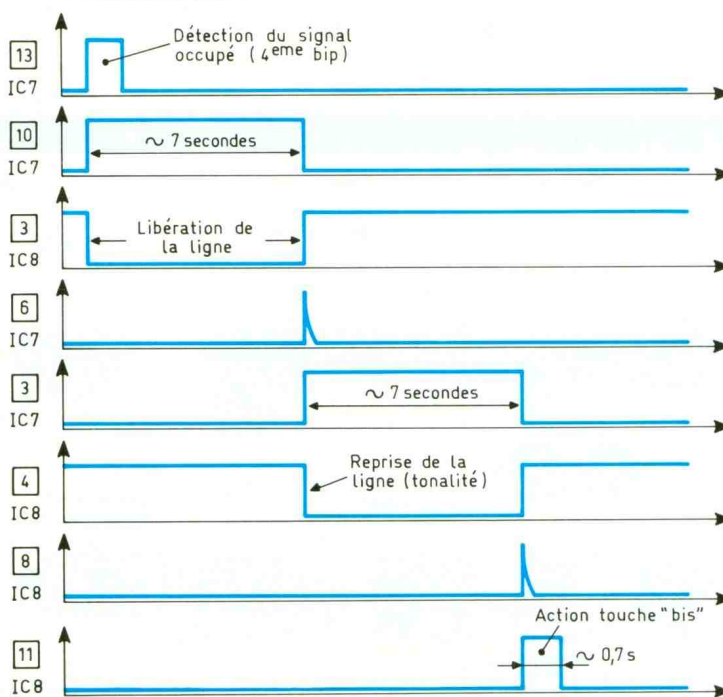 13
IC7
Détection du signal
occupé (4eme bip)
10
IC7
~ 7 secondes
3
IC8
Libération de
la ligne
6
IC7
3
IC7
~ 7 secondes
4
IC8
Reprise de la
ligne (tonalité)
8
IC8
11
IC8
Action touche "bis"
~ 0,7 s